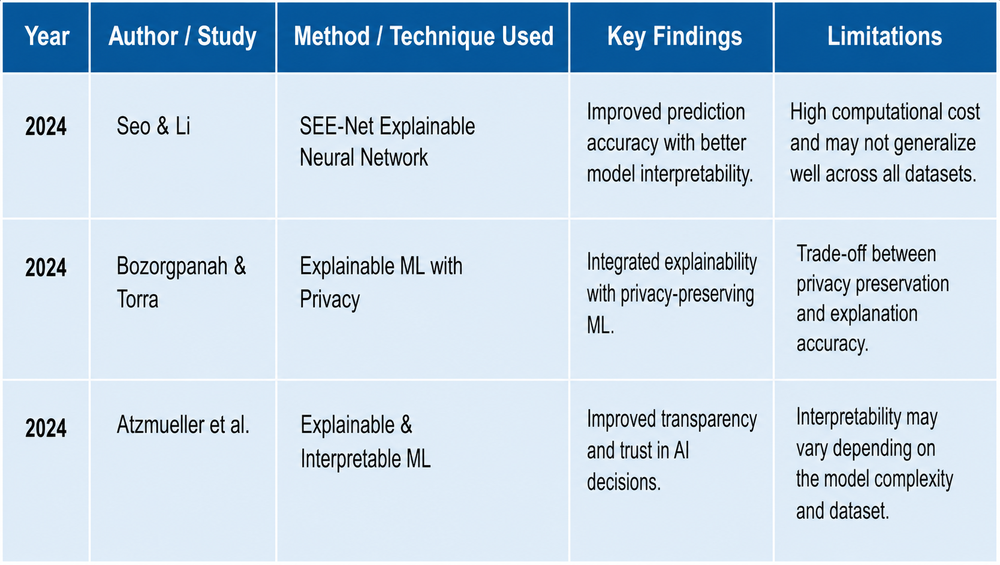 Year Author / Study Method / Technique Used Key Findings Limitations
2024
Seo & Li
SEE-Net Explainable
Neural Network
Improved prediction
accuracy with better
model interpretability.
High computational cost
and may not generalize
well across all datasets.
2024
Bozorgpanah &
Torra
Explainable ML with
Privacy
Integrated explainability
with privacy-preserving
ML.
Trade-off between
privacy preservation
and explanation
accuracy.
2024
Atzmueller et al.
Explainable &
Interpretable ML
Improved transparency
and trust in AI
decisions.
Interpretability may
vary depending on
the model complexity
and dataset.